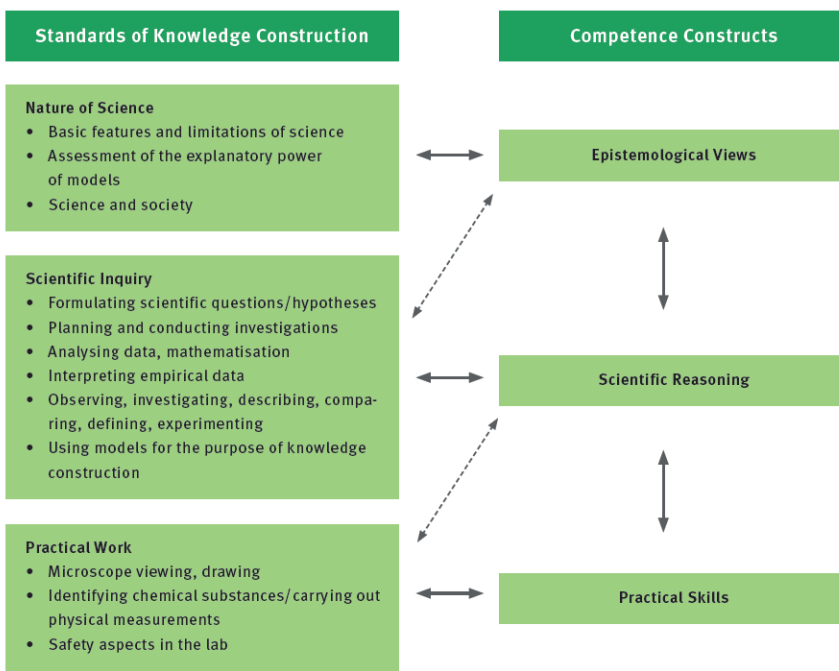 Standards of Knowledge Construction
Nature of Science
• Basic features and limitations of science
• Assessment of the explanatory power
of models
• Science and society
Scientific Inquiry
• Formulating scientific questions/hypotheses
• Planning and conducting investigations
• Analysing data, mathematisation
• Interpreting empirical data
• Observing, investigating, describing, compa-
ring, defining, experimenting
• Using models for the purpose of knowledge
construction
Practical Work
• Microscope viewing, drawing
• Identifying chemical substances/carrying out
physical measurements
• Safety aspects in the lab
Competence Constructs
Epistemological Views
Scientific Reasoning
Practical Skills